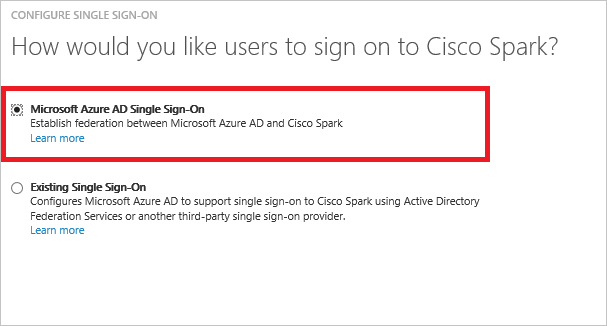 CONFIGURE SINGLE SIGN-ON
How would you like users to sign on to Cisco Spark?
Microsoft Azure AD Single Sign-On
Establish federation between Microsoft Azure AD and Cisco Spark
Learn more
Existing Single Sign-On
Configures Microsoft Azure AD to support single sign-on to Cisco Spark using Active Directory
Federation Services or another third-party single sign-on provider.
Learn more